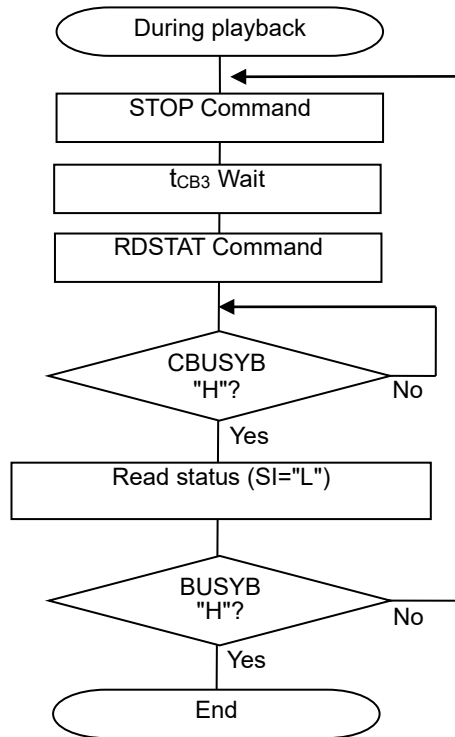 During playback
STOP Command
tCB3 Wait
RDSTAT Command
CBUSYB
"H"?
No
Yes
Read status (SI="L")
BUSYB
"H"?
No
Yes
End